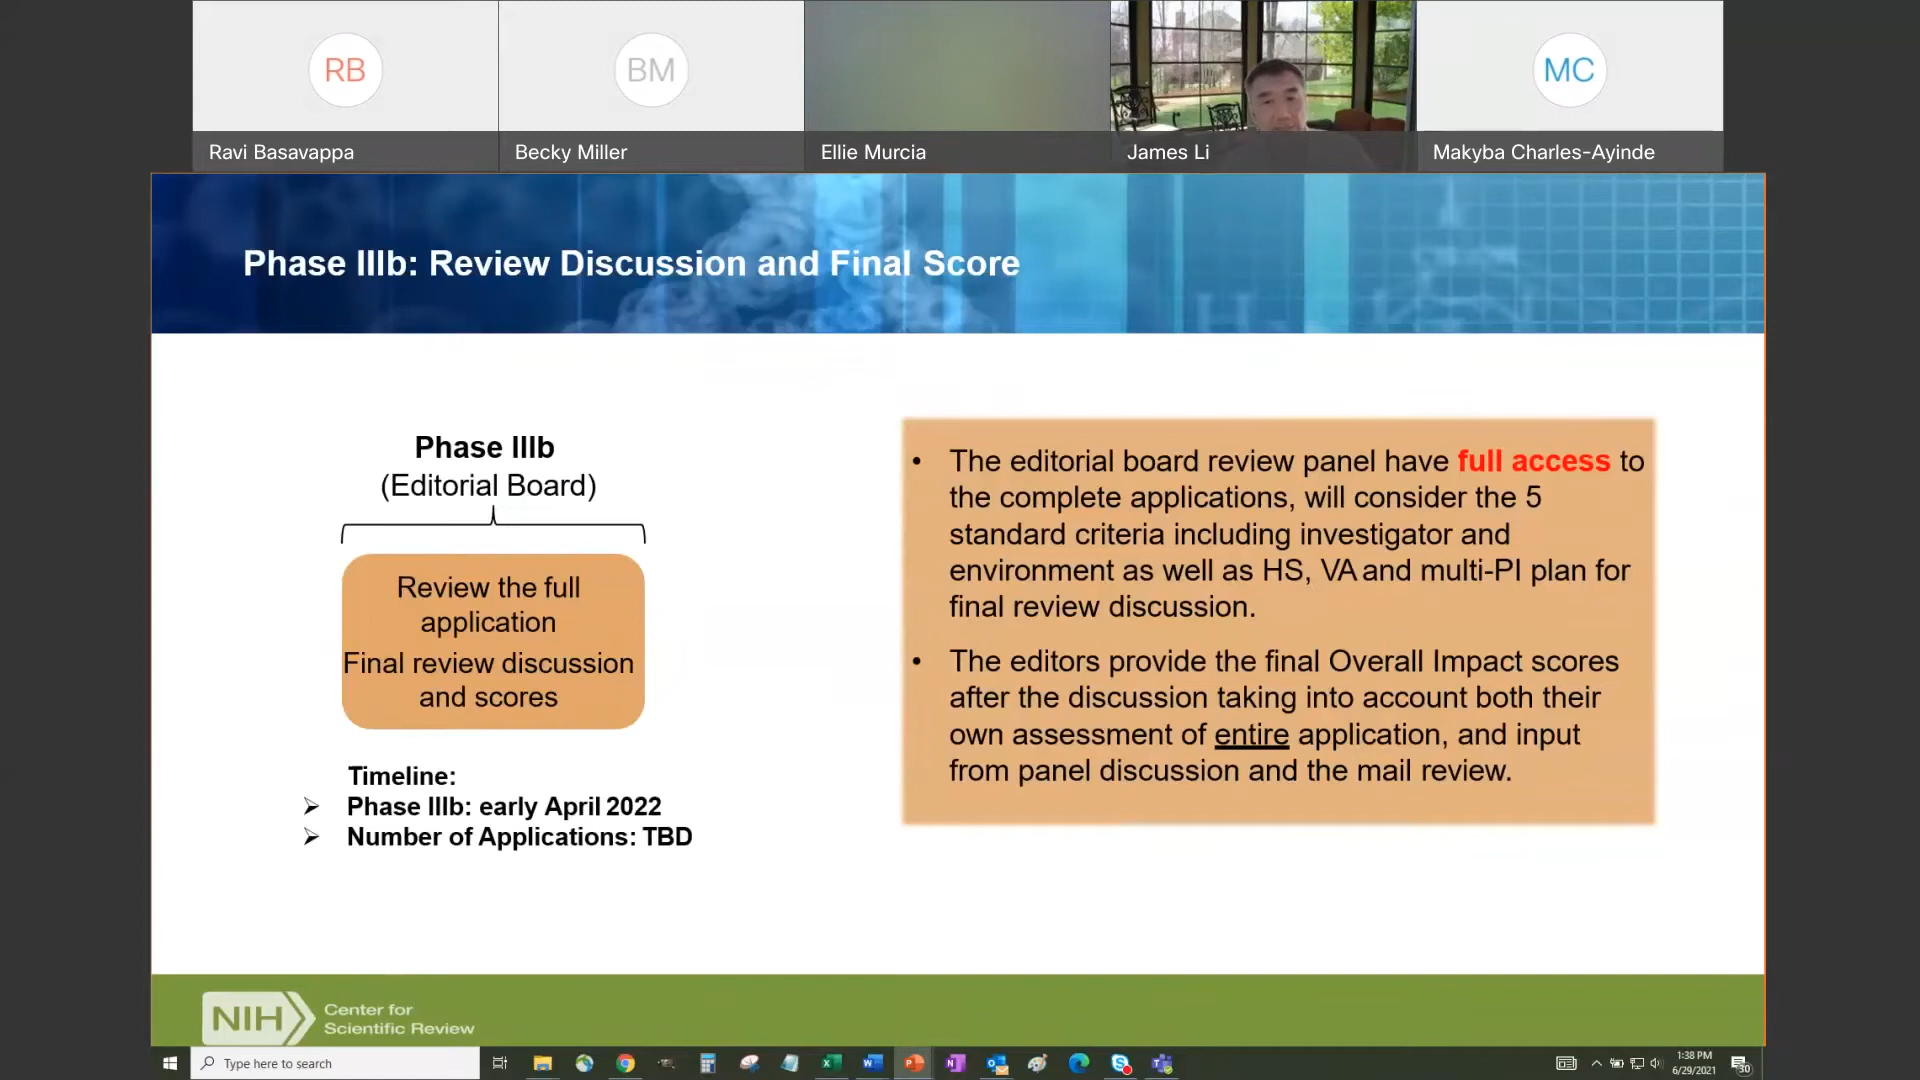 RB
BM
MC
Ravi Basavappa
Becky Miller
Ellie Murcia
James Li
Makyba Charles-Ayinde
Phase IIIb: Review Discussion and Final Score
Phase IIIb
(Editorial Board)
Review the full
application
Final review discussion
and scores
Timeline:
➢ Phase IIIb: early April 2022
➢ Number of Applications: TBD
• The editorial board review panel have full access to
the complete applications, will consider the 5
standard criteria including investigator and
environment as well as HS, VA and multi-PI plan for
final review discussion.
• The editors provide the final Overall Impact scores
after the discussion taking into account both their
own assessment of entire application, and input
from panel discussion and the mail review.
NIH
Center for
Scientific Review
Type here to search
1:38 PM
6/29/2021
30